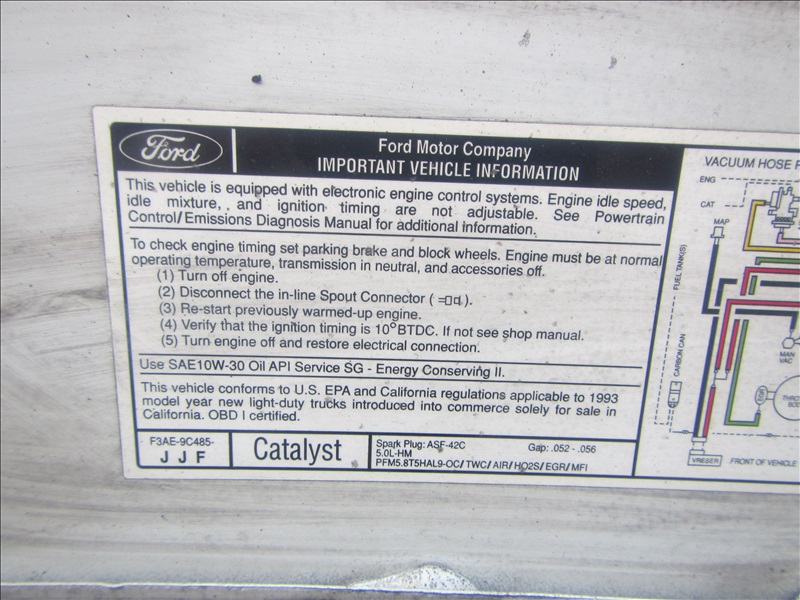 Ford
Ford Motor Company
IMPORTANT VEHICLE INFORMATION
This vehicle is equipped with electronic engine control systems. Engine idle speed,
idle mixture, and ignition timing are not adjustable. See Powertrain
Control/Emissions Diagnosis Manual for additional information.
To check engine timing set parking brake and block wheels. Engine must be at normal
operating temperature, transmission in neutral, and accessories off.
(1) Turn off engine.
(2) Disconnect the in-line Spout Connector ( ).
(3) Re-start previously warmed-up engine.
(4) Verify that the ignition timing is 10°BTDC. If not see shop manual.
(5) Turn engine off and restore electrical connection.
Use SAE10W-30 Oil API Service SG - Energy Conserving II.
This vehicle conforms to U.S. EPA and California regulations applicable to 1993
model year new light-duty trucks introduced into commerce solely for sale in
California. OBD I certified.
F3AE-9C485-
J J F
Catalyst
Spark Plug: ASF-42C Gap: .052 - .056
5.0L-HM
PFM5.8T5HAL9-OC/ TWC/ AIR/ HO2S/ EGR/ MFI
VACUUM HOSE
ENG
CAT
MAP
FUEL TANK(S)
CARBON CAN
MAN
VAC
EGR
THRO
BODY
VRESER
FRONT OF VEHICLE